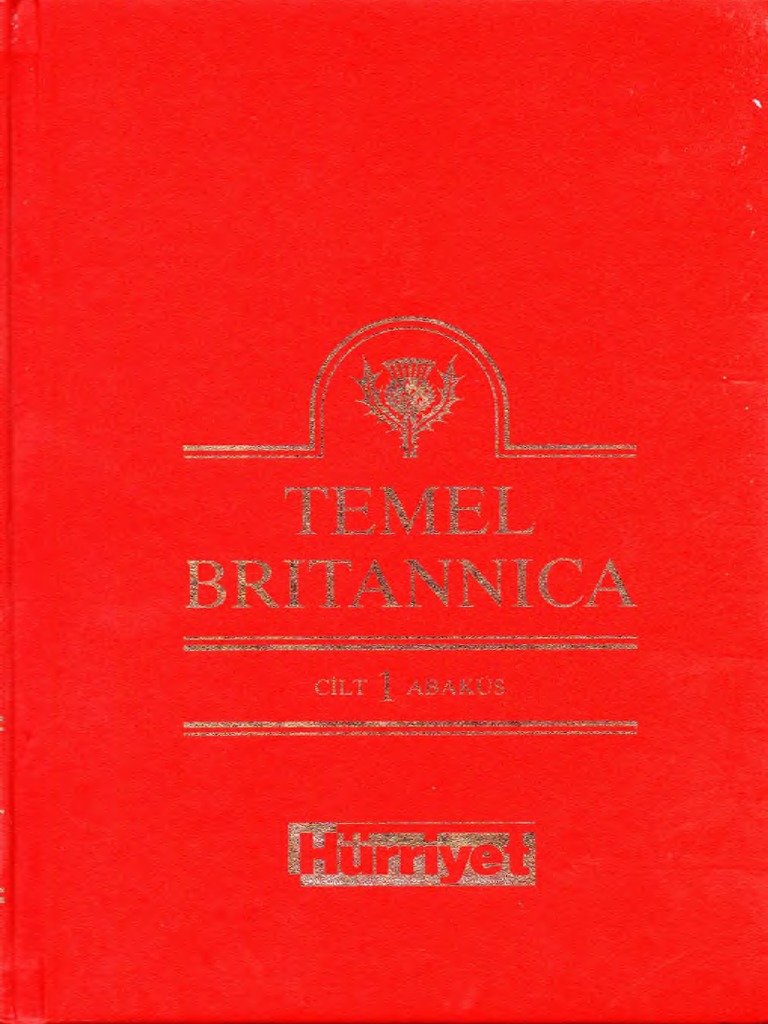 TEMEL
BRITANNICA
CİLT 1 ABAKÜS
Hürriyet